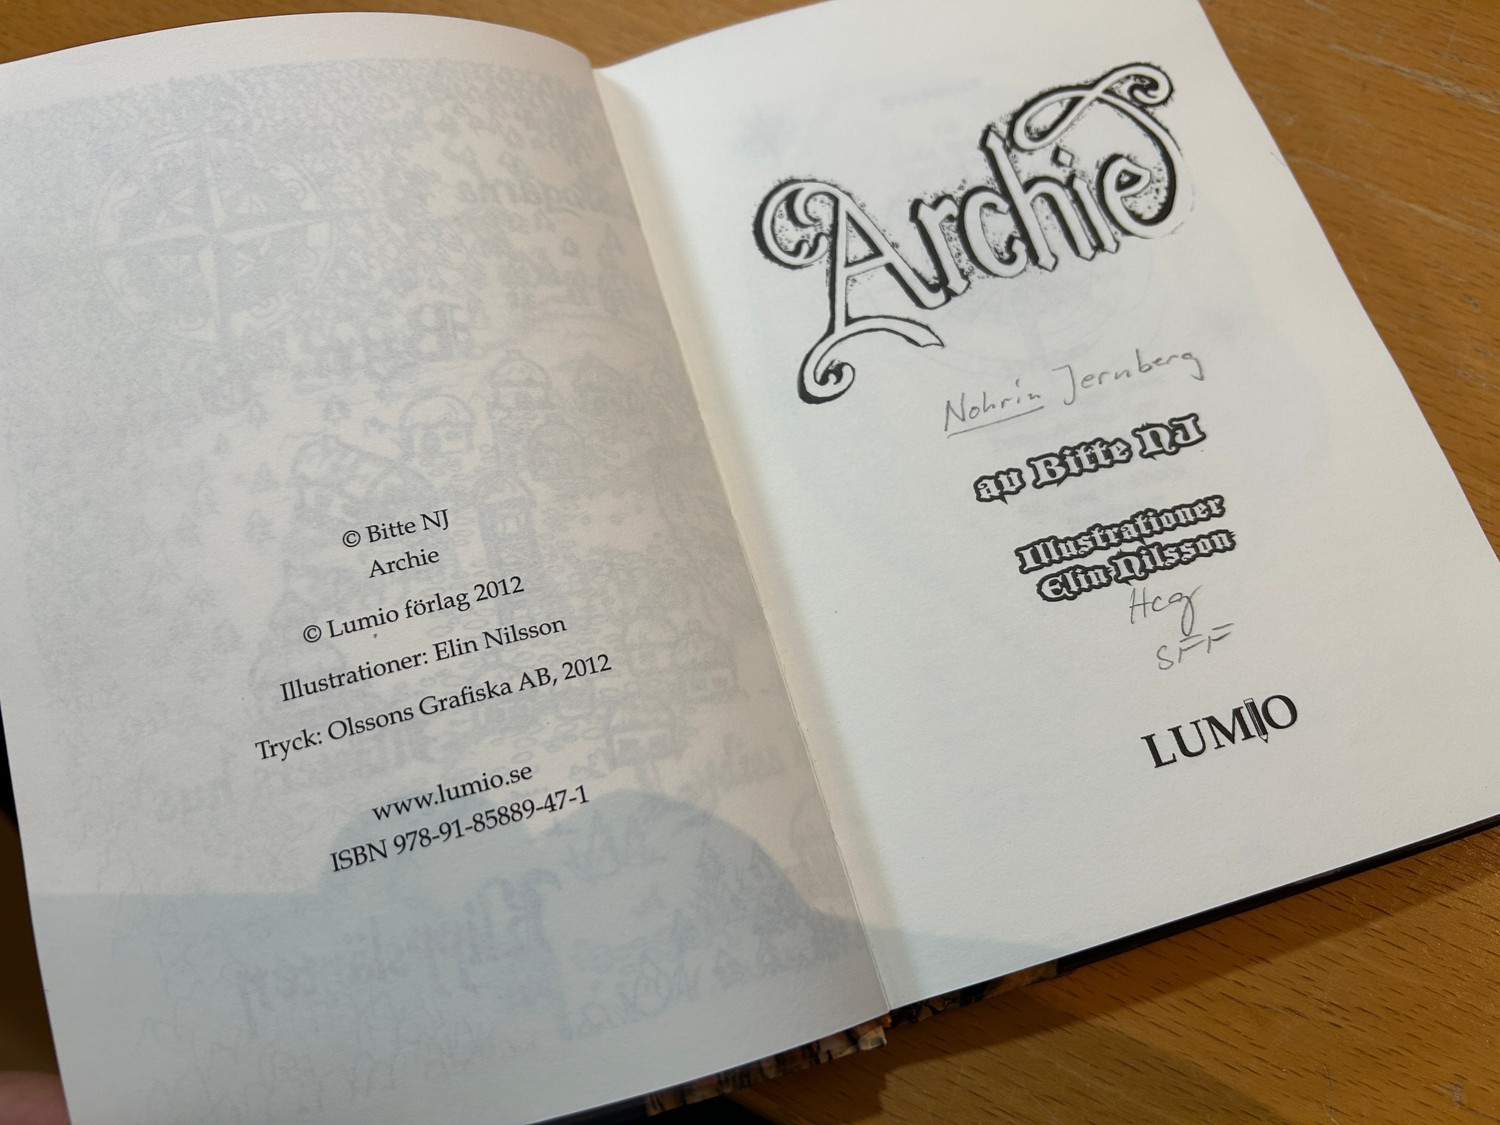 © Bitte NJ
Archie
© Lumio förlag 2012
Illustrationer: Elin Nilsson
Tryck: Olssons Grafiska AB, 2012
www.lumio.se
ISBN 978-91-85889-47-1
Archie
Nohrin Jernberg
av Bitte NJ
Illustrationer
Elin Nilsson
Hcg
SFF
LUMIO